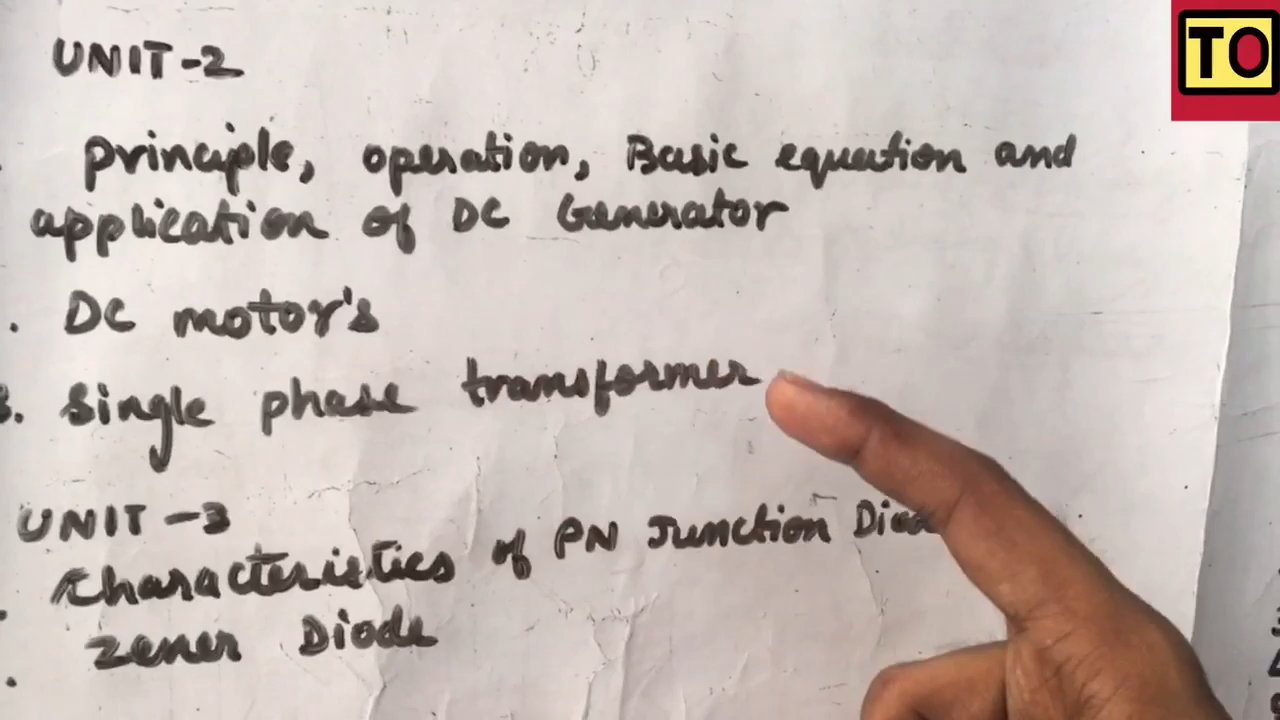 TO
UNIT-2
principle, operation, Basic equation and
application of DC Generator
. DC motor's
3. Single phase transformer
UNIT-3
Characteristics of PN Junction
Zener Diode